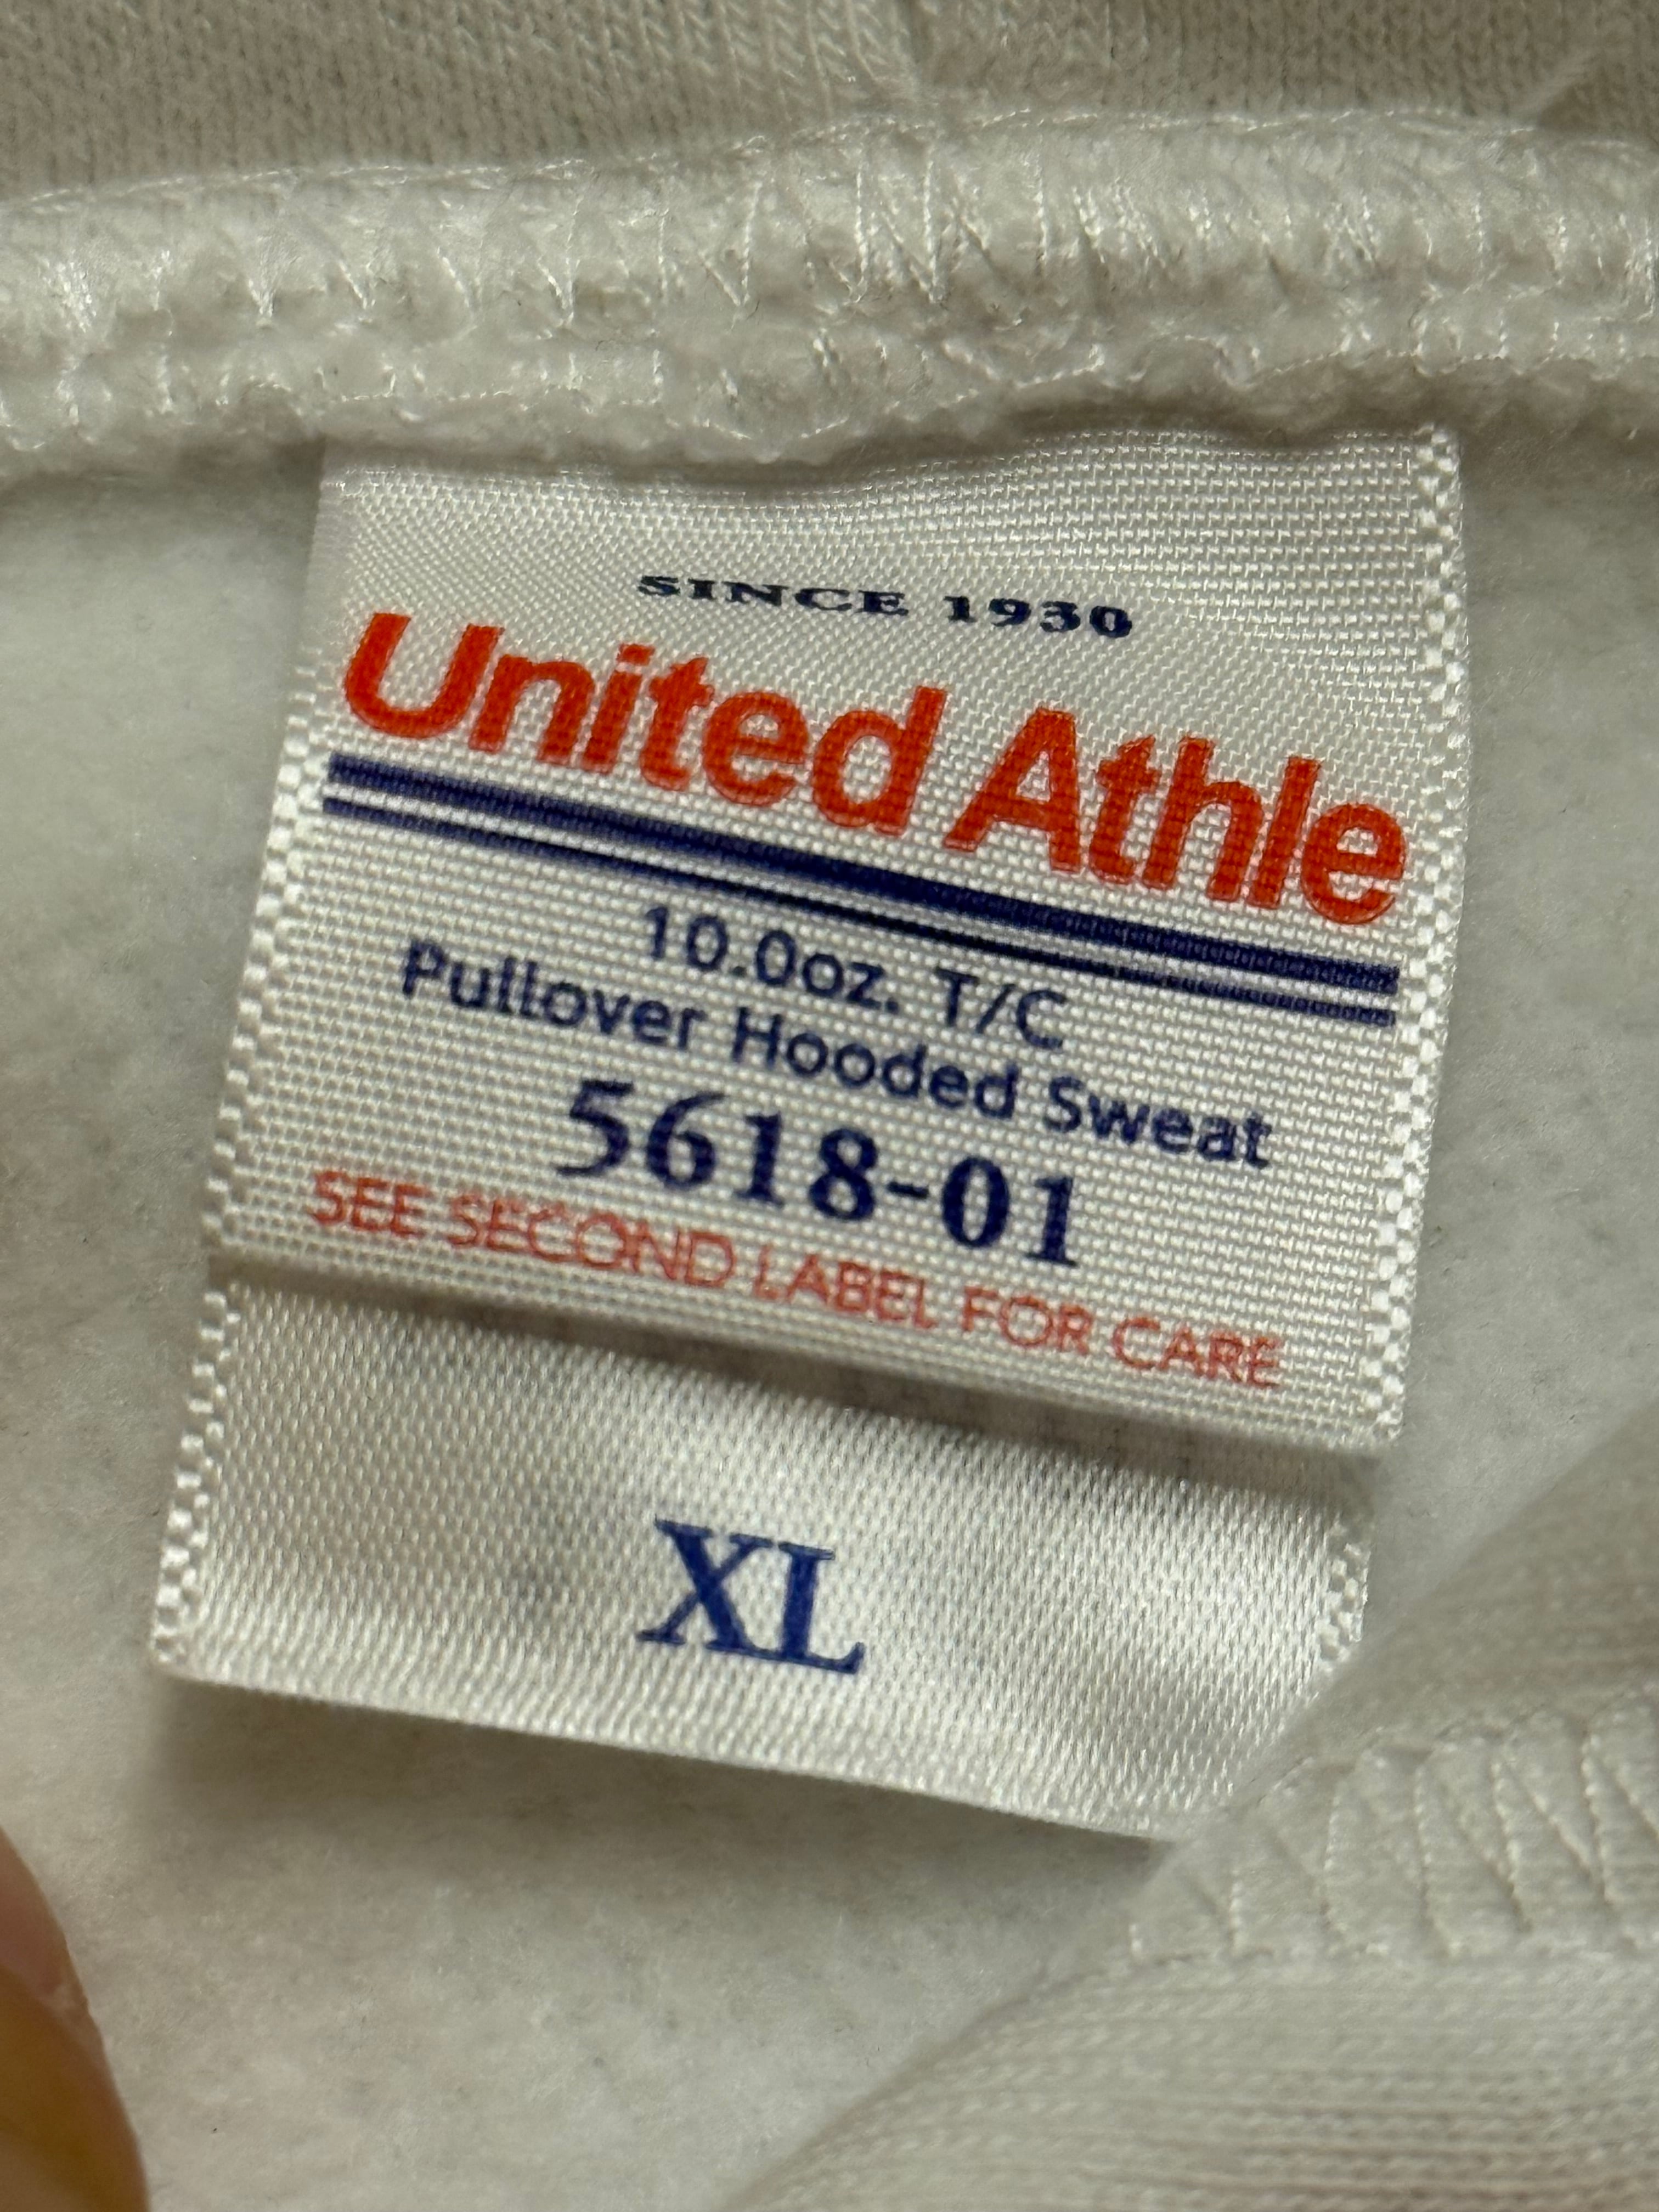 SINCE 1930
United Athle
10.0oz. T/C
Pullover Hooded Sweat
5618-01
SEE SECOND LABEL FOR CARE
XL